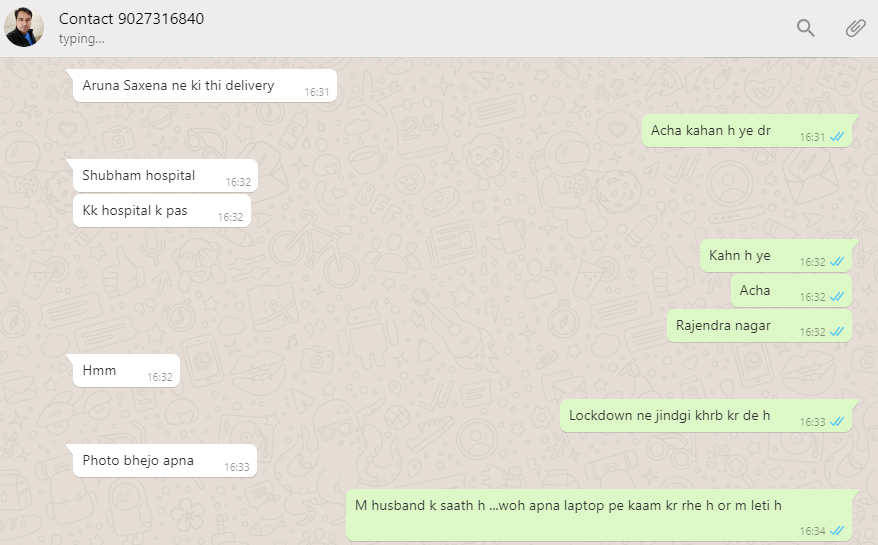 Contact 9027316840
typing...
Aruna Saxena ne ki thi delivery 16:31
Acha kahan h ye dr 16:31
Shubham hospital 16:32
Kk hospital k pas 16:32
Kahn h ye 16:32
Acha 16:32
Rajendra nagar 16:32
Hmm 16:32
Lockdown ne jindgi khrb kr de h 16:33
Photo bhejo apna 16:33
M husband k saath h ...woh apna laptop pe kaam kr rhe h or m leti h
16:34